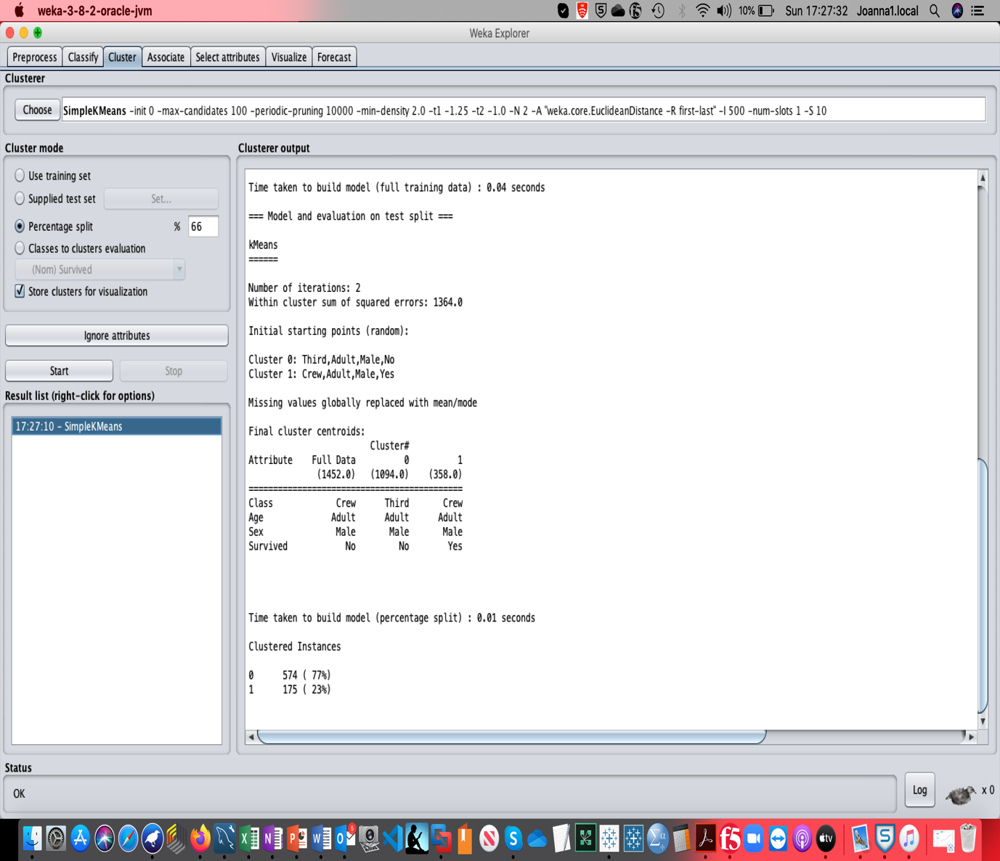 weka-3-8-2-oracle-jvm
10% Sun 17:27:32 Joanna1.local
Weka Explorer
Preprocess Classify Cluster Associate Select attributes Visualize Forecast
Clusterer
Choose SimpleKMeans -init 0 -max-candidates 100 -periodic-pruning 10000 -min-density 2.0 -t1 -1.25 -t2 -1.0 -N 2 -A "weka.core.EuclideanDistance -R first-last" -I 500 -num-slots 1 -S 10
Cluster mode
Use training set
Supplied test set Set...
Percentage split % 66
Classes to clusters evaluation
(Nom) Survived
Store clusters for visualization
Ignore attributes
Start Stop
Result list (right-click for options)
17:27:10 - SimpleKMeans
Clusterer output
Time taken to build model (full training data) : 0.04 seconds
=== Model and evaluation on test split ===
kMeans
======
Number of iterations: 2
Within cluster sum of squared errors: 1364.0
Initial starting points (random):
Cluster 0: Third,Adult,Male,No
Cluster 1: Crew,Adult,Male,Yes
Missing values globally replaced with mean/mode
Final cluster centroids:
Cluster#
Attribute Full Data 0 1
(1452.0) (1094.0) (358.0)
============================================
Class Crew Third Crew
Age Adult Adult Adult
Sex Male Male Male
Survived No No Yes
Time taken to build model (percentage split) : 0.01 seconds
Clustered Instances
0 574 ( 77%)
1 175 ( 23%)
Status
OK
Log x 0